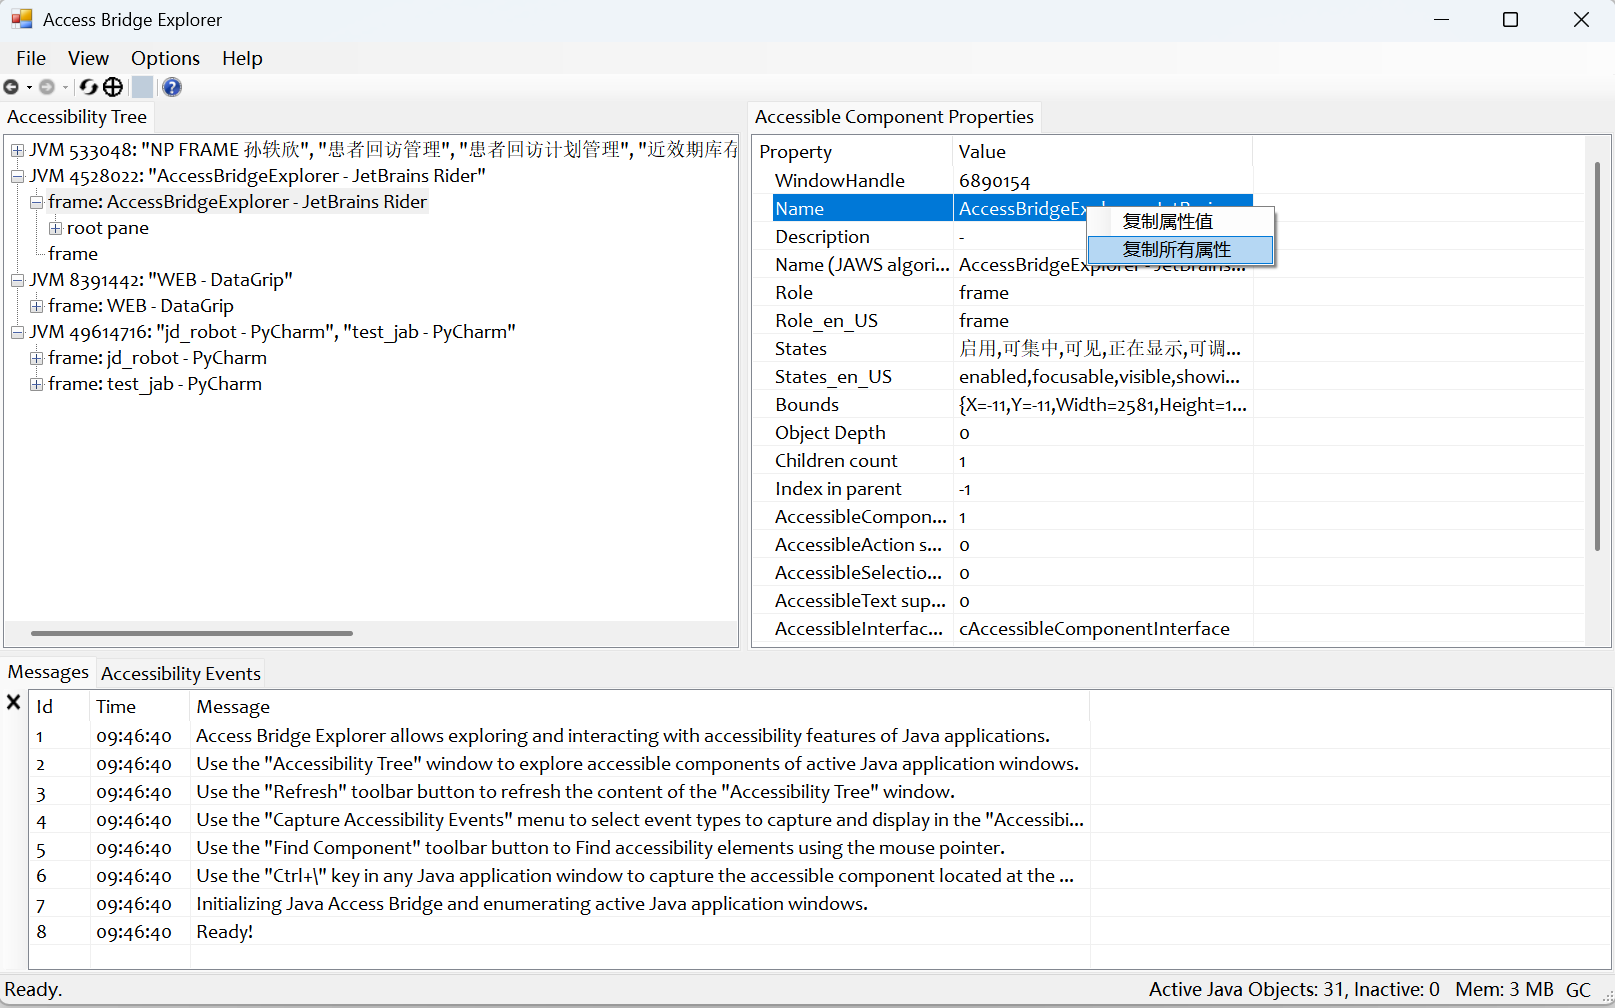 Access Bridge Explorer
File View Options Help
Accessibility Tree
JVM 533048: "NP FRAME 孙轶欣", "患者回访管理", "患者回访计划管理", "近效期库存
JVM 4528022: "AccessBridgeExplorer - JetBrains Rider"
frame: AccessBridgeExplorer - JetBrains Rider
root pane
frame
JVM 8391442: "WEB - DataGrip"
frame: WEB - DataGrip
JVM 49614716: "jd_robot - PyCharm", "test_jab - PyCharm"
frame: jd_robot - PyCharm
frame: test_jab - PyCharm
Accessible Component Properties
Property Value
WindowHandle 6890154
Name AccessBridgeEx
复制属性值
复制所有属性
Description -
Name (JAWS algori... AccessBridgeExplorer - JetBrains...
Role frame
Role_en_US frame
States 启用,可集中,可见,正在显示,可调...
States_en_US enabled,focusable,visible,showi...
Bounds {X=-11,Y=-11,Width=2581,Height=1...
Object Depth 0
Children count 1
Index in parent -1
AccessibleCompon... 1
AccessibleAction s... 0
AccessibleSelectio... 0
AccessibleText sup... 0
AccessibleInterfac... cAccessibleComponentInterface
Messages Accessibility Events
Id Time Message
1 09:46:40 Access Bridge Explorer allows exploring and interacting with accessibility features of Java applications.
2 09:46:40 Use the "Accessibility Tree" window to explore accessible components of active Java application windows.
3 09:46:40 Use the "Refresh" toolbar button to refresh the content of the "Accessibility Tree" window.
4 09:46:40 Use the "Capture Accessibility Events" menu to select event types to capture and display in the "Accessibi...
5 09:46:40 Use the "Find Component" toolbar button to Find accessibility elements using the mouse pointer.
6 09:46:40 Use the "Ctrl+\" key in any Java application window to capture the accessible component located at the ...
7 09:46:40 Initializing Java Access Bridge and enumerating active Java application windows.
8 09:46:40 Ready!
Ready. Active Java Objects: 31, Inactive: 0 Mem: 3 MB GC